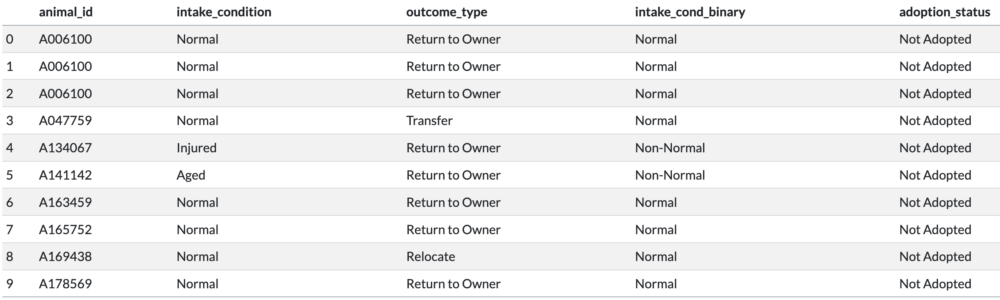 animal_id intake_condition outcome_type intake_cond_binary adoption_status
0 A006100 Normal Return to Owner Normal Not Adopted
1 A006100 Normal Return to Owner Normal Not Adopted
2 A006100 Normal Return to Owner Normal Not Adopted
3 A047759 Normal Transfer Normal Not Adopted
4 A134067 Injured Return to Owner Non-Normal Not Adopted
5 A141142 Aged Return to Owner Non-Normal Not Adopted
6 A163459 Normal Return to Owner Normal Not Adopted
7 A165752 Normal Return to Owner Normal Not Adopted
8 A169438 Normal Relocate Normal Not Adopted
9 A178569 Normal Return to Owner Normal Not Adopted